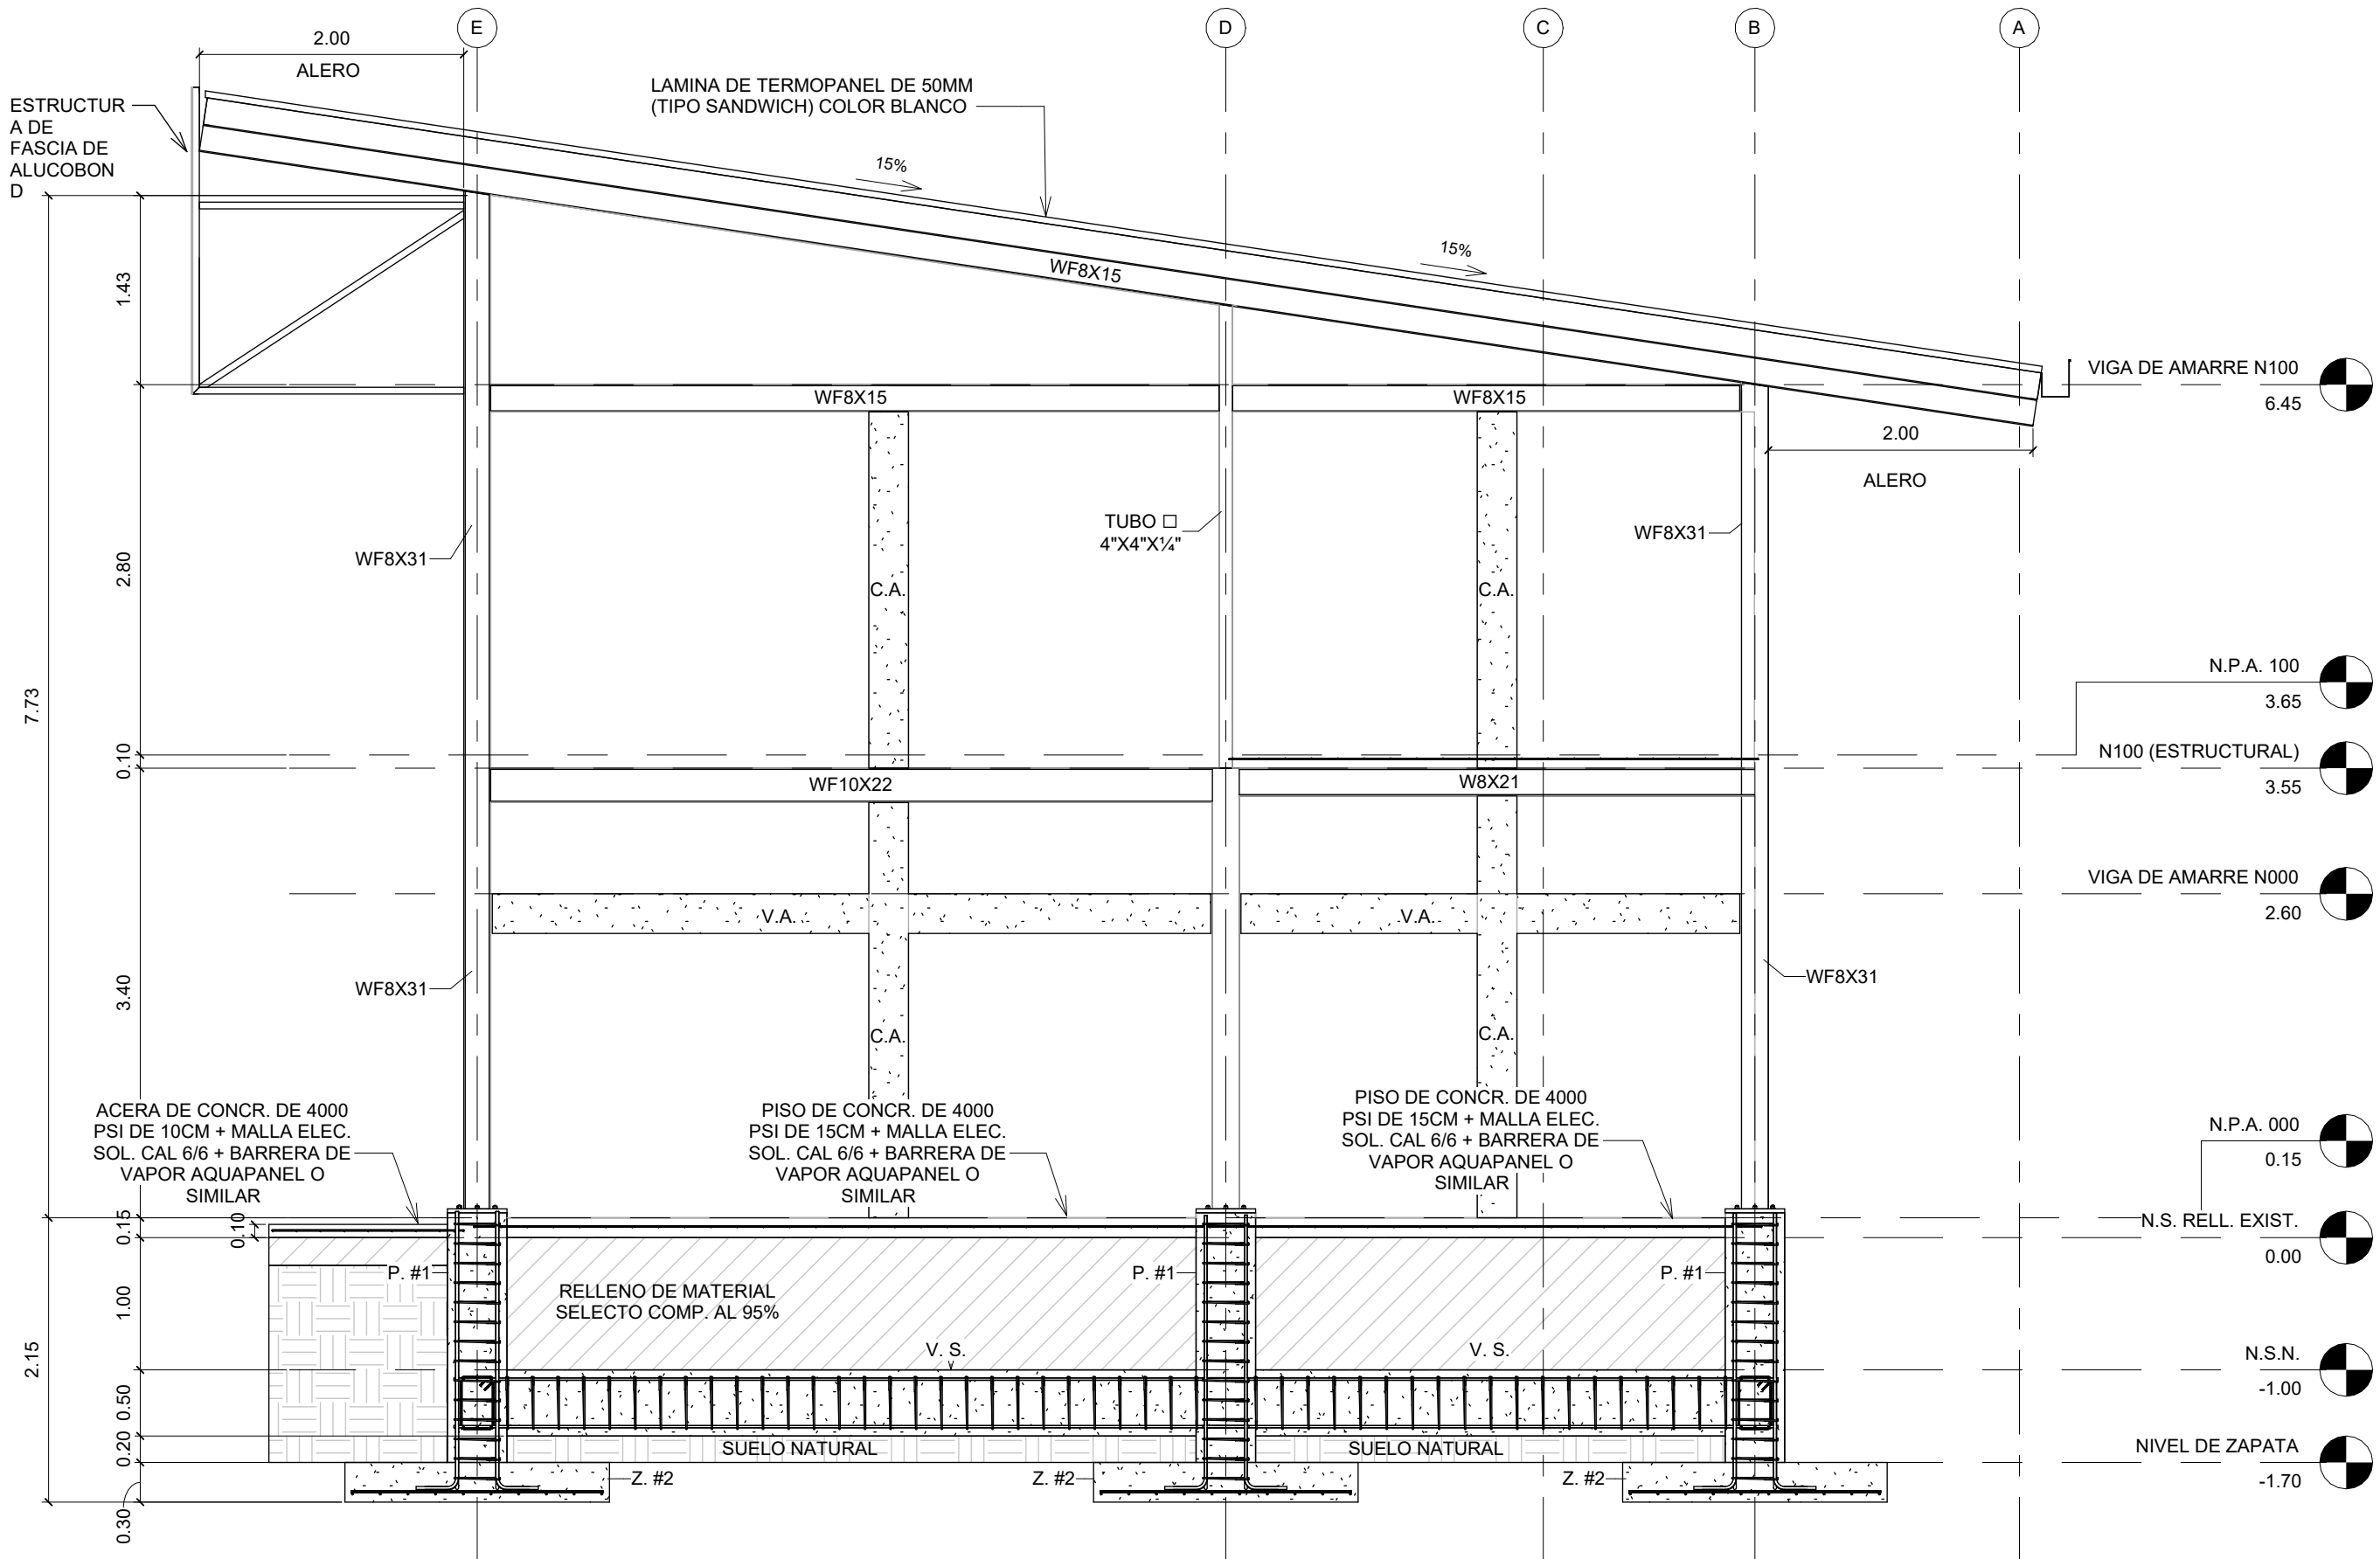 E
D
C
B
A
2.00
ALERO
ESTRUCTUR
A DE
FASCIA DE
ALUCOBON
D
LAMINA DE TERMOPANEL DE 50MM
(TIPO SANDWICH) COLOR BLANCO
15%
15%
WF8X15
1.43
VIGA DE AMARRE N100
6.45
WF8X15
WF8X15
2.00
ALERO
TUBO □
4"X4"X¼"
WF8X31
WF8X31
2.80
C.A.
C.A.
7.73
N.P.A. 100
3.65
0.10
N100 (ESTRUCTURAL)
3.55
WF10X22
W8X21
VIGA DE AMARRE N000
2.60
V.A.
V.A.
3.40
WF8X31
WF8X31
C.A.
C.A.
ACERA DE CONCR. DE 4000
PSI DE 10CM + MALLA ELEC.
SOL. CAL 6/6 + BARRERA DE
VAPOR AQUAPANEL O
SIMILAR
PISO DE CONCR. DE 4000
PSI DE 15CM + MALLA ELEC.
SOL. CAL 6/6 + BARRERA DE
VAPOR AQUAPANEL O
SIMILAR
PISO DE CONCR. DE 4000
PSI DE 15CM + MALLA ELEC.
SOL. CAL 6/6 + BARRERA DE
VAPOR AQUAPANEL O
SIMILAR
N.P.A. 000
0.15
0.15
0.10
N.S. RELL. EXIST.
0.00
P. #1
P. #1
P. #1
RELLENO DE MATERIAL
SELECTO COMP. AL 95%
1.00
2.15
V. S.
V. S.
N.S.N.
-1.00
0.50
0.20
SUELO NATURAL
SUELO NATURAL
NIVEL DE ZAPATA
-1.70
Z. #2
Z. #2
Z. #2
0.30